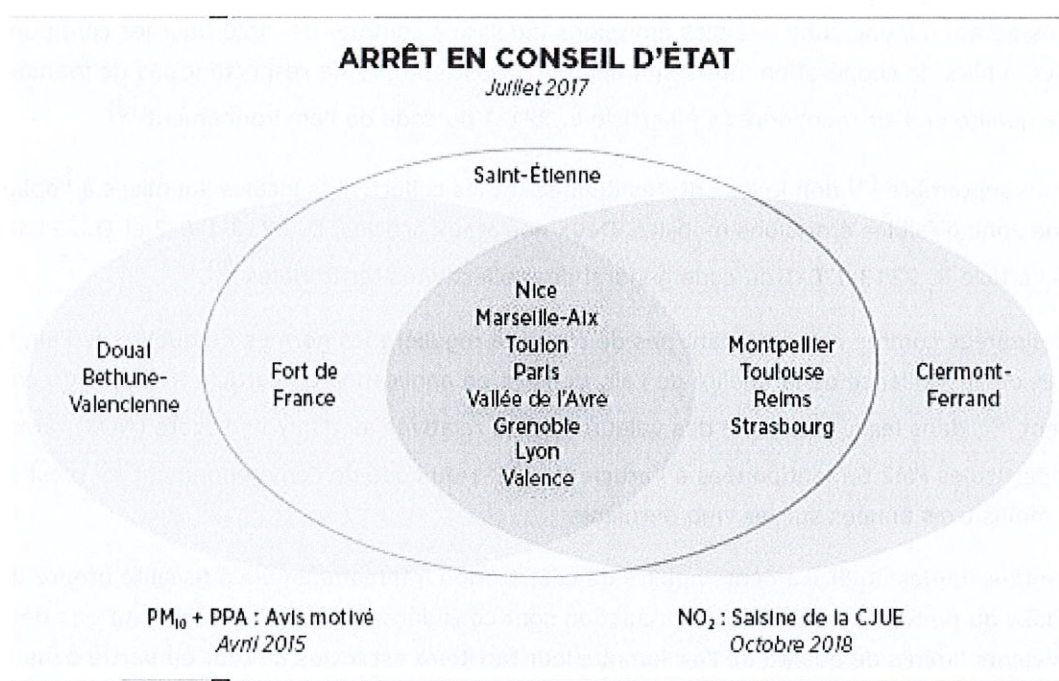 ARRÊT EN CONSEIL D'ÉTAT
Juillet 2017
Saint-Étienne
Douai
Bethune-
Valencienne
Fort de
France
Nice
Marseille-Aix
Toulon
Paris
Vallée de l'Avre
Grenoble
Lyon
Valence
Montpellier
Toulouse
Reims
Strasbourg
Clermont-
Ferrand
PM₁₀ + PPA : Avis motivé
Avril 2015
NO₂ : Saisine de la CJUE
Octobre 2018